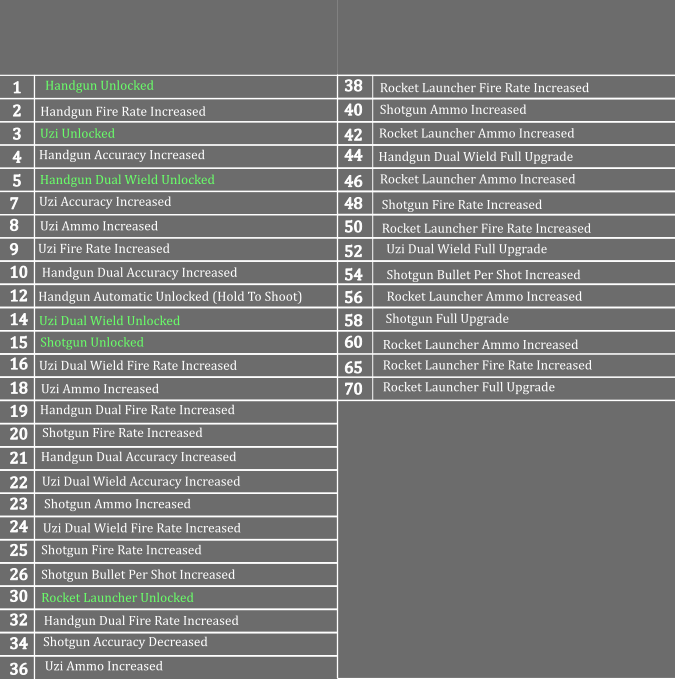 1 Handgun Unlocked
2 Handgun Fire Rate Increased
3 Uzi Unlocked
4 Handgun Accuracy Increased
5 Handgun Dual Wield Unlocked
7 Uzi Accuracy Increased
8 Uzi Ammo Increased
9 Uzi Fire Rate Increased
10 Handgun Dual Accuracy Increased
12 Handgun Automatic Unlocked (Hold To Shoot)
14 Uzi Dual Wield Unlocked
15 Shotgun Unlocked
16 Uzi Dual Wield Fire Rate Increased
18 Uzi Ammo Increased
19 Handgun Dual Fire Rate Increased
20 Shotgun Fire Rate Increased
21 Handgun Dual Accuracy Increased
22 Uzi Dual Wield Accuracy Increased
23 Shotgun Ammo Increased
24 Uzi Dual Wield Fire Rate Increased
25 Shotgun Fire Rate Increased
26 Shotgun Bullet Per Shot Increased
30 Rocket Launcher Unlocked
32 Handgun Dual Fire Rate Increased
34 Shotgun Accuracy Decreased
36 Uzi Ammo Increased
38 Rocket Launcher Fire Rate Increased
40 Shotgun Ammo Increased
42 Rocket Launcher Ammo Increased
44 Handgun Dual Wield Full Upgrade
46 Rocket Launcher Ammo Increased
48 Shotgun Fire Rate Increased
50 Rocket Launcher Fire Rate Increased
52 Uzi Dual Wield Full Upgrade
54 Shotgun Bullet Per Shot Increased
56 Rocket Launcher Ammo Increased
58 Shotgun Full Upgrade
60 Rocket Launcher Ammo Increased
65 Rocket Launcher Fire Rate Increased
70 Rocket Launcher Full Upgrade